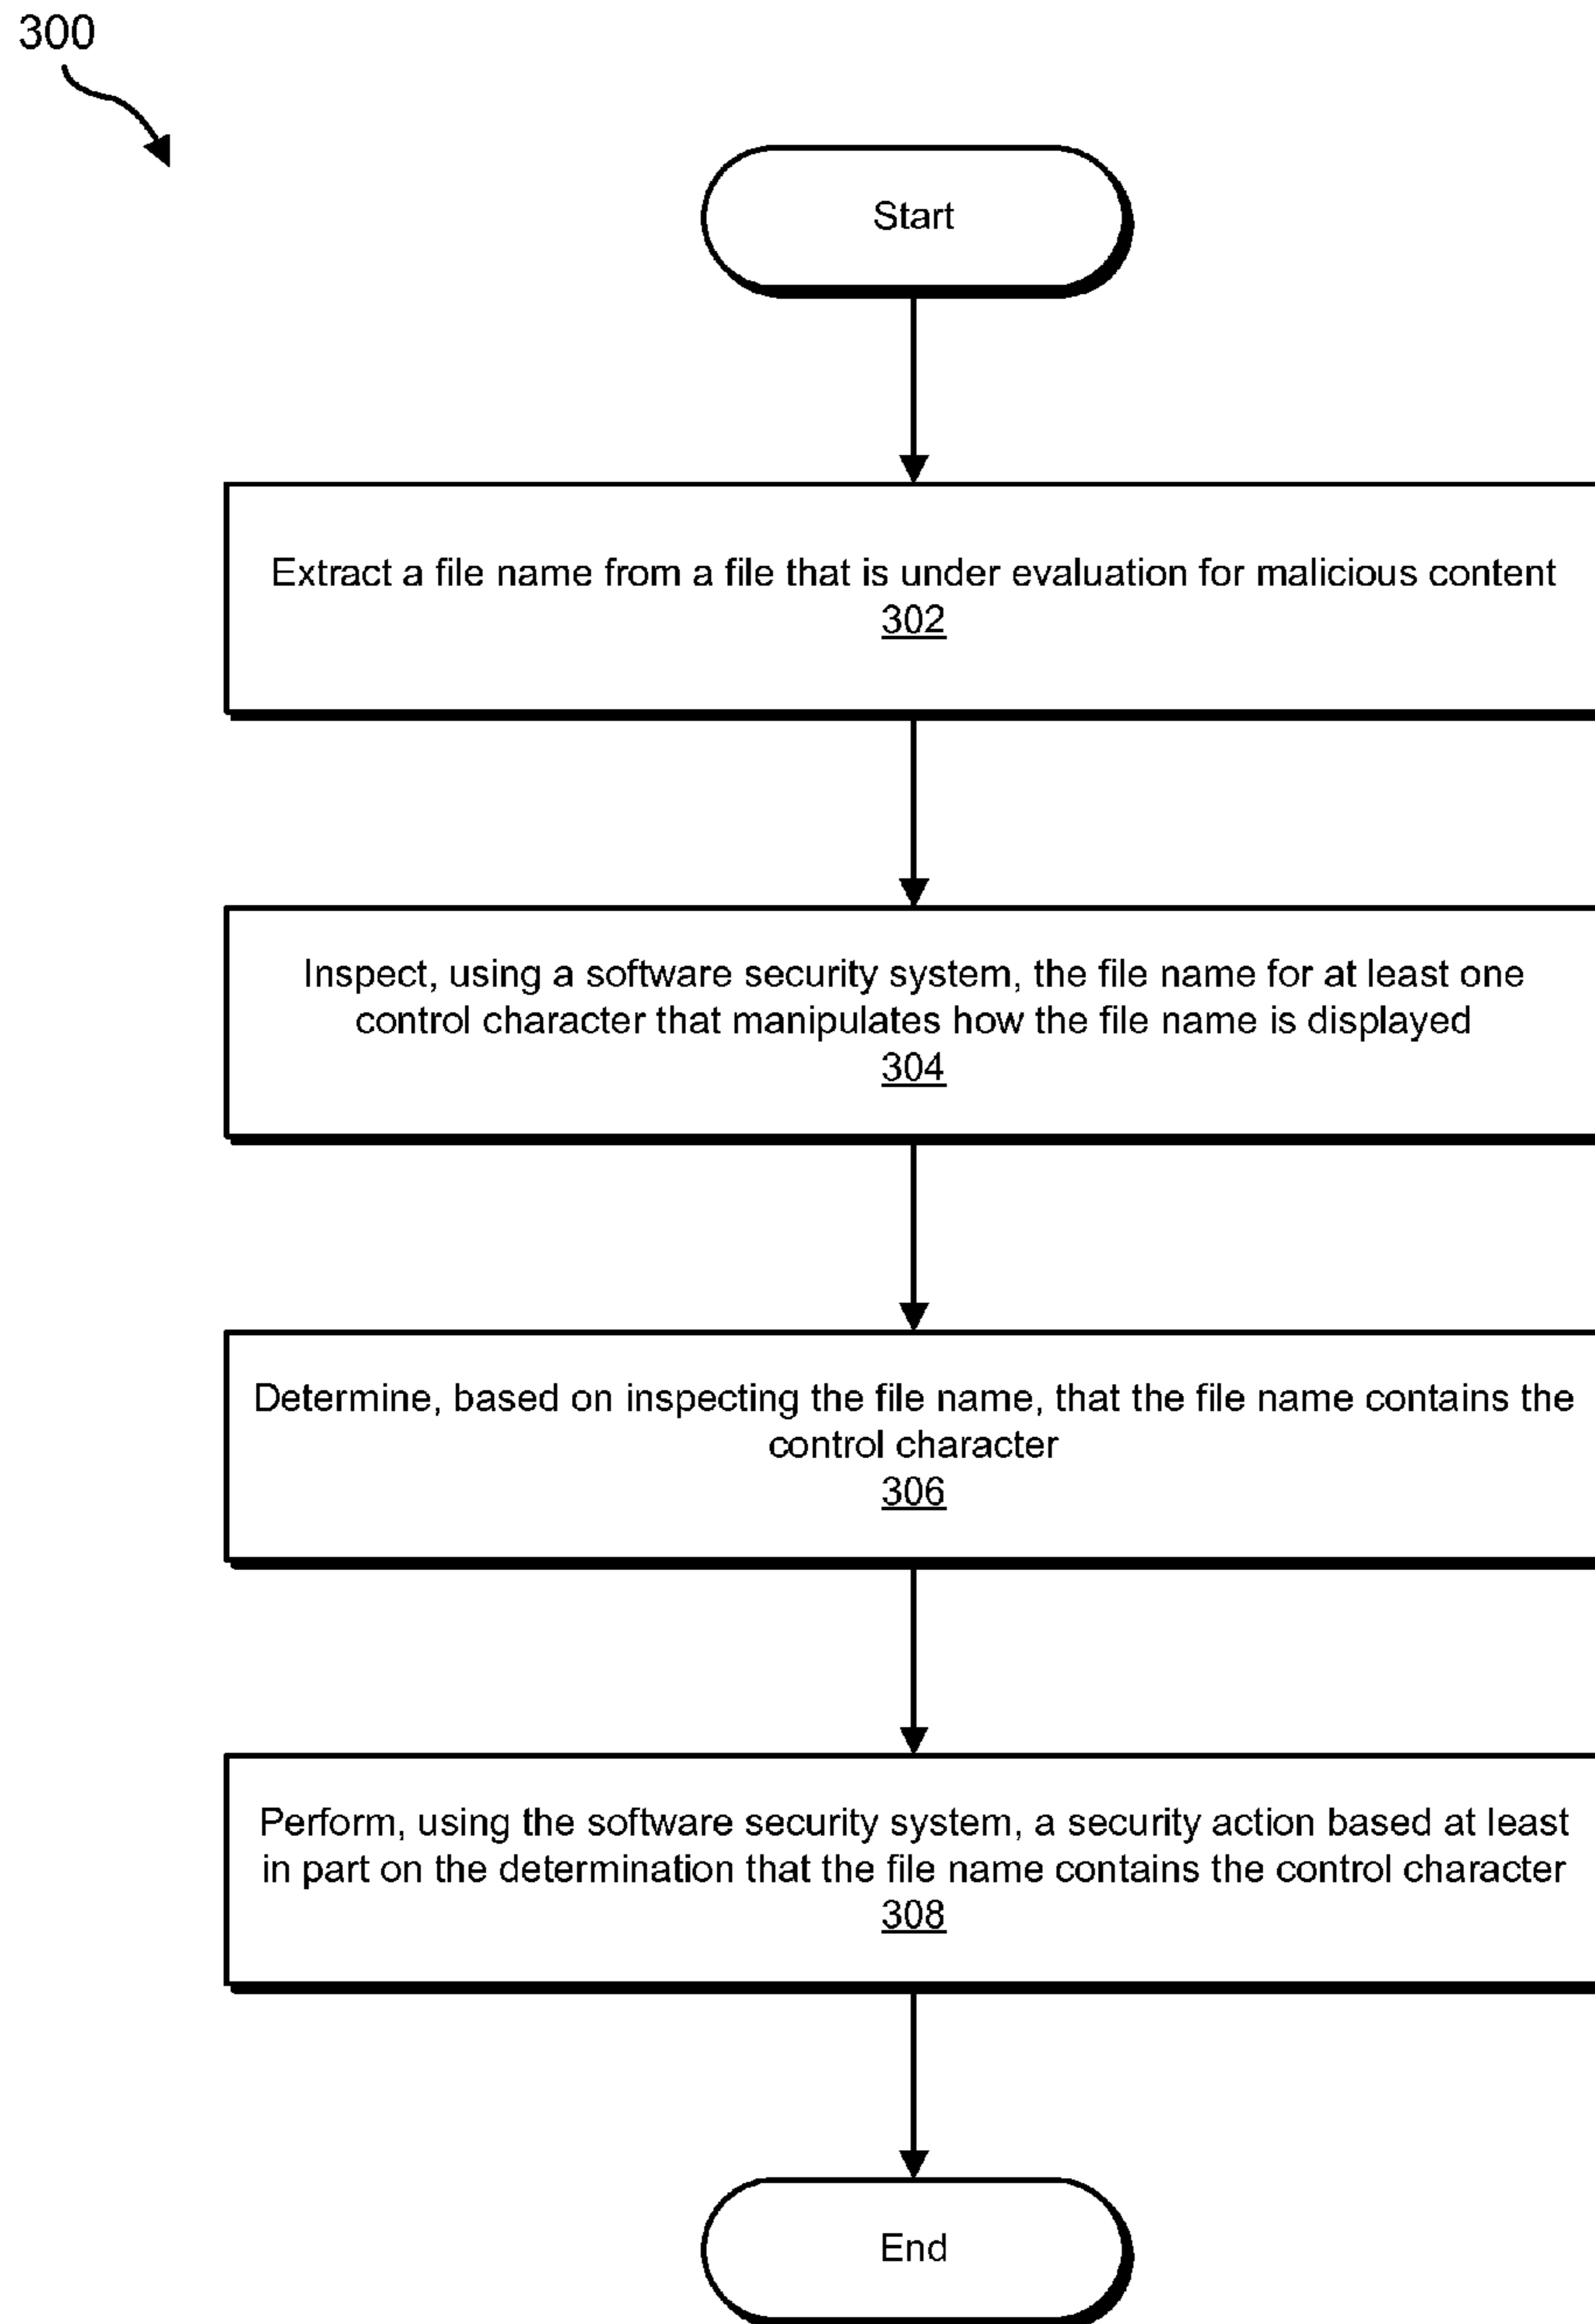 300
Start
Extract a file name from a file that is under evaluation for malicious content
302
Inspect, using a software security system, the file name for at least one
control character that manipulates how the file name is displayed
304
Determine, based on inspecting the file name, that the file name contains the
control character
306
Perform, using the software security system, a security action based at least
in part on the determination that the file name contains the control character
308
End